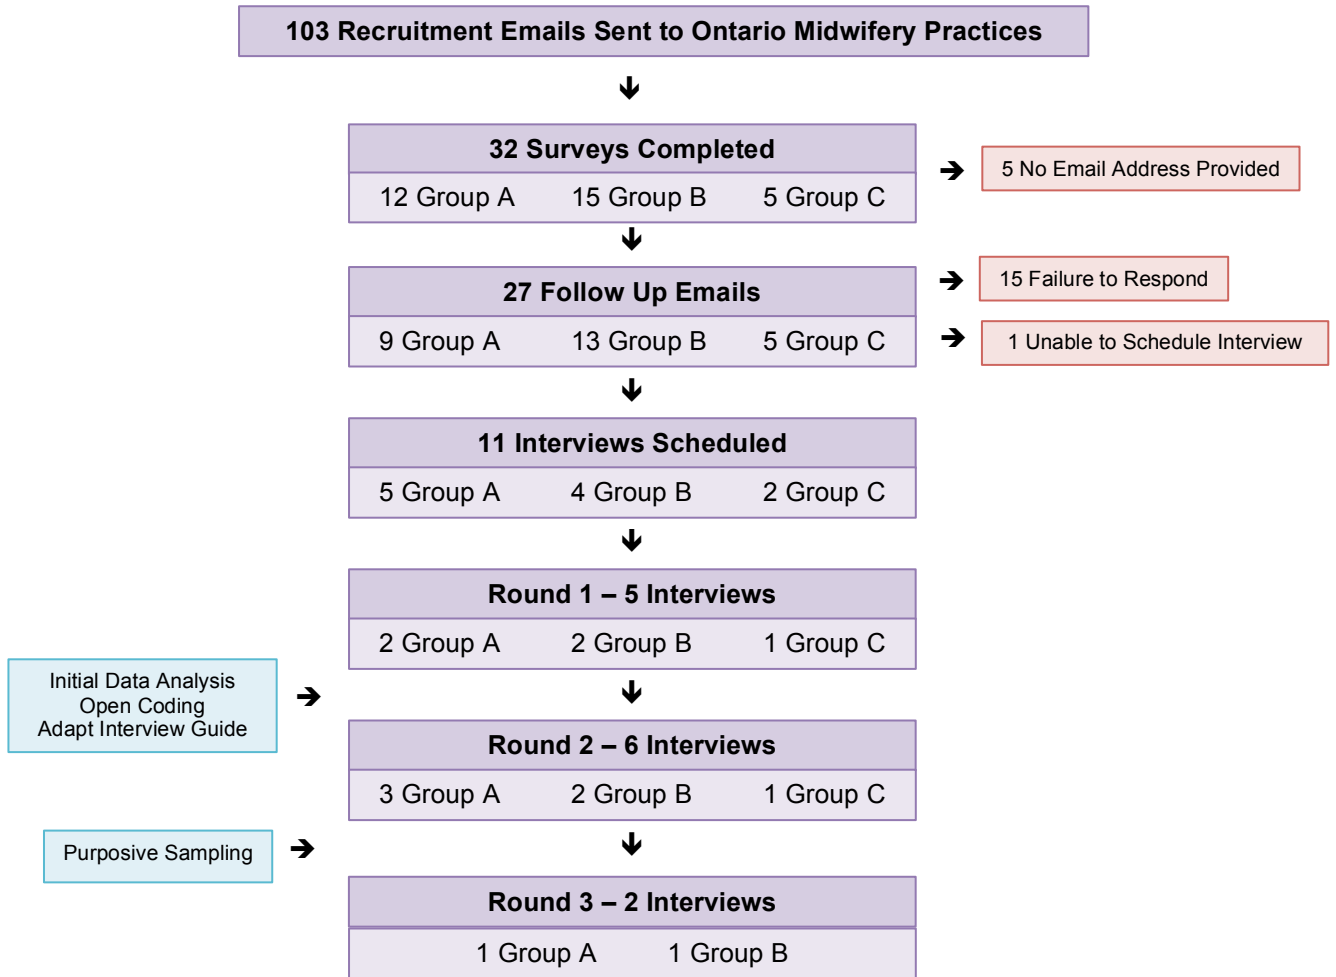 103 Recruitment Emails Sent to Ontario Midwifery Practices
32 Surveys Completed
12 Group A 15 Group B 5 Group C
5 No Email Address Provided
27 Follow Up Emails
9 Group A 13 Group B 5 Group C
15 Failure to Respond
1 Unable to Schedule Interview
11 Interviews Scheduled
5 Group A 4 Group B 2 Group C
Round 1 – 5 Interviews
2 Group A 2 Group B 1 Group C
Initial Data Analysis
Open Coding
Adapt Interview Guide
Round 2 – 6 Interviews
3 Group A 2 Group B 1 Group C
Purposive Sampling
Round 3 – 2 Interviews
1 Group A 1 Group B